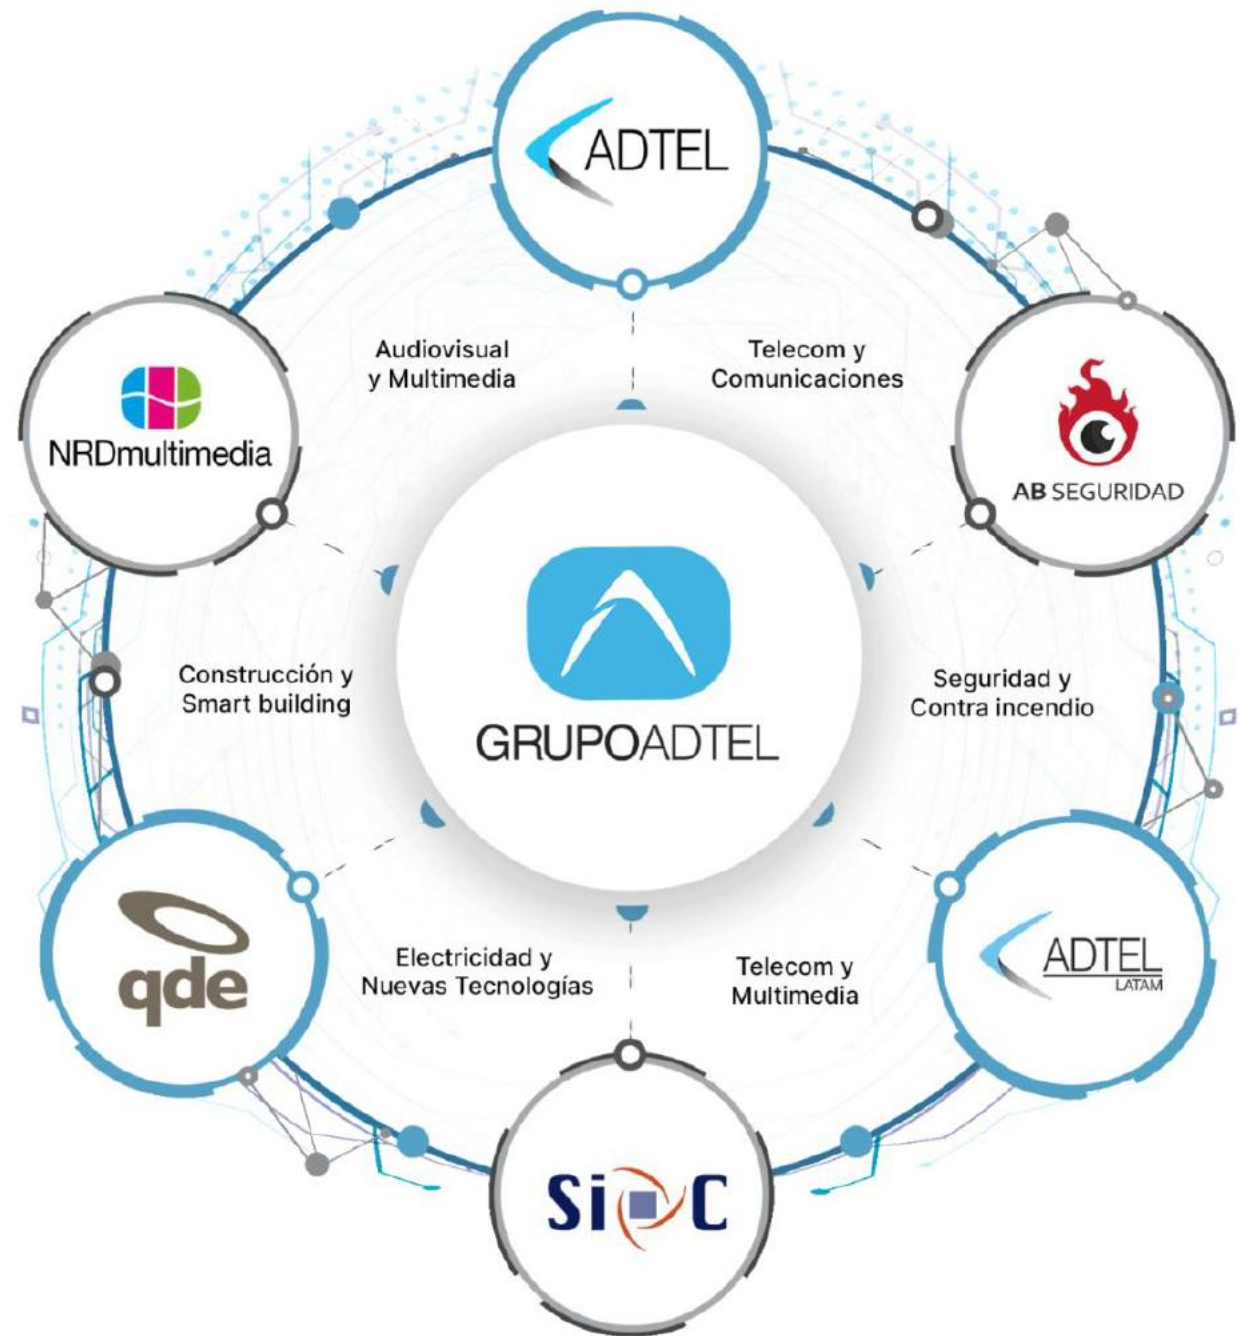 ADTEL
Audiovisual
y Multimedia
Telecom y
Comunicaciones
NRDmultimedia
AB SEGURIDAD
Construcción y
Smart building
GRUPOADTEL
Seguridad y
Contra incendio
qde
Electricidad y
Nuevas Tecnologías
Telecom y
Multimedia
ADTEL
LATAM
SiC